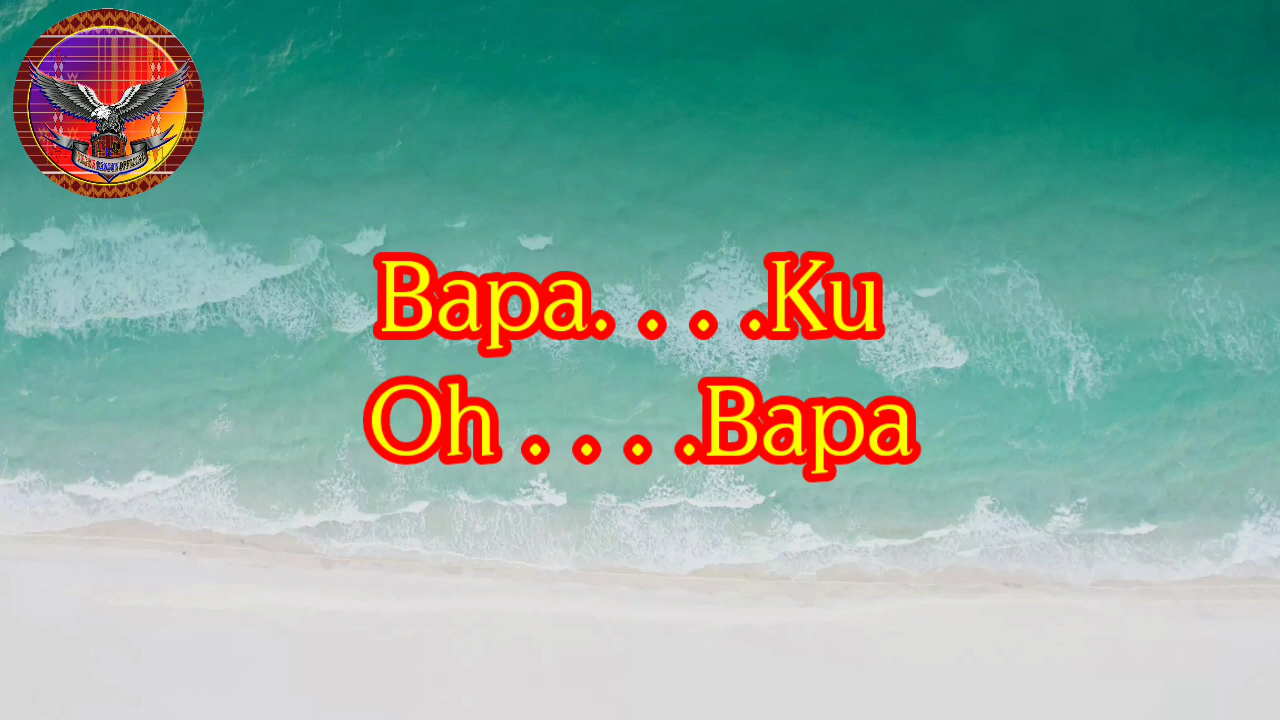 Bapa. . . .Ku
Oh . . . .Bapa